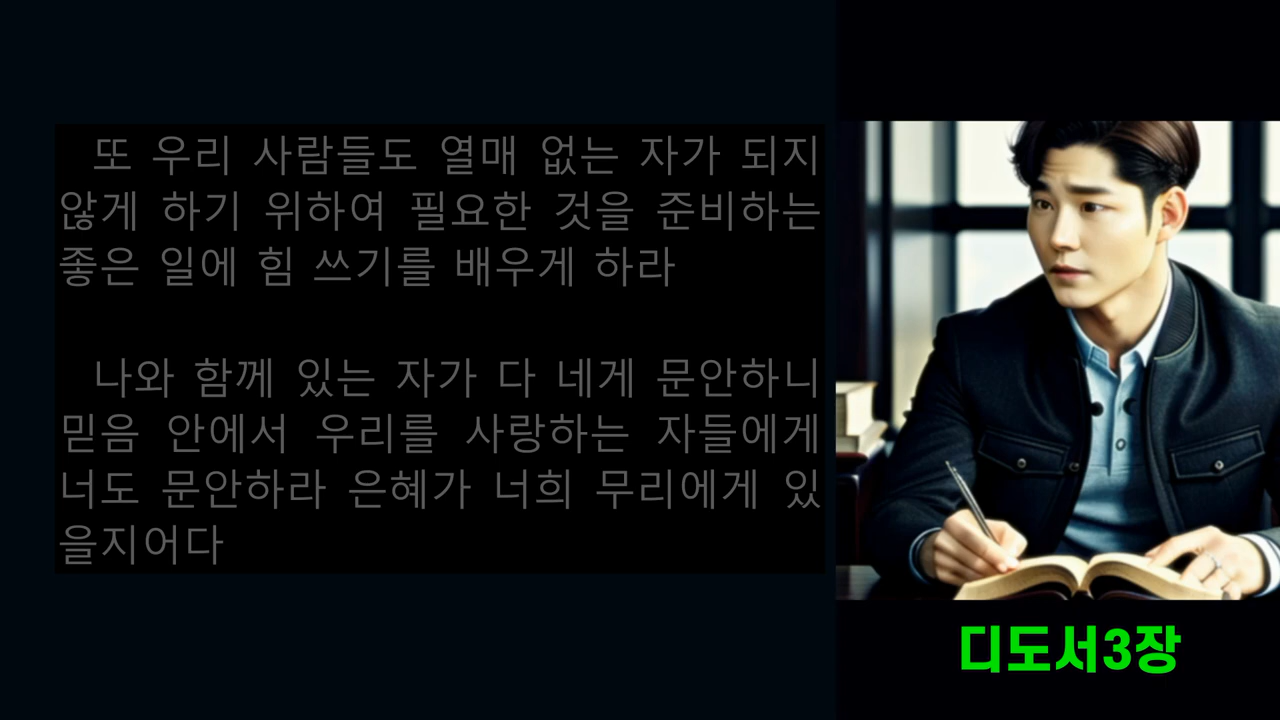 또 우리 사람들도 열매 없는 자가 되지
않게 하기 위하여 필요한 것을 준비하는
좋은 일에 힘 쓰기를 배우게 하라
나와 함께 있는 자가 다 네게 문안하니
믿음 안에서 우리를 사랑하는 자들에게
너도 문안하라 은혜가 너희 무리에게 있
을지어다
디도서3장